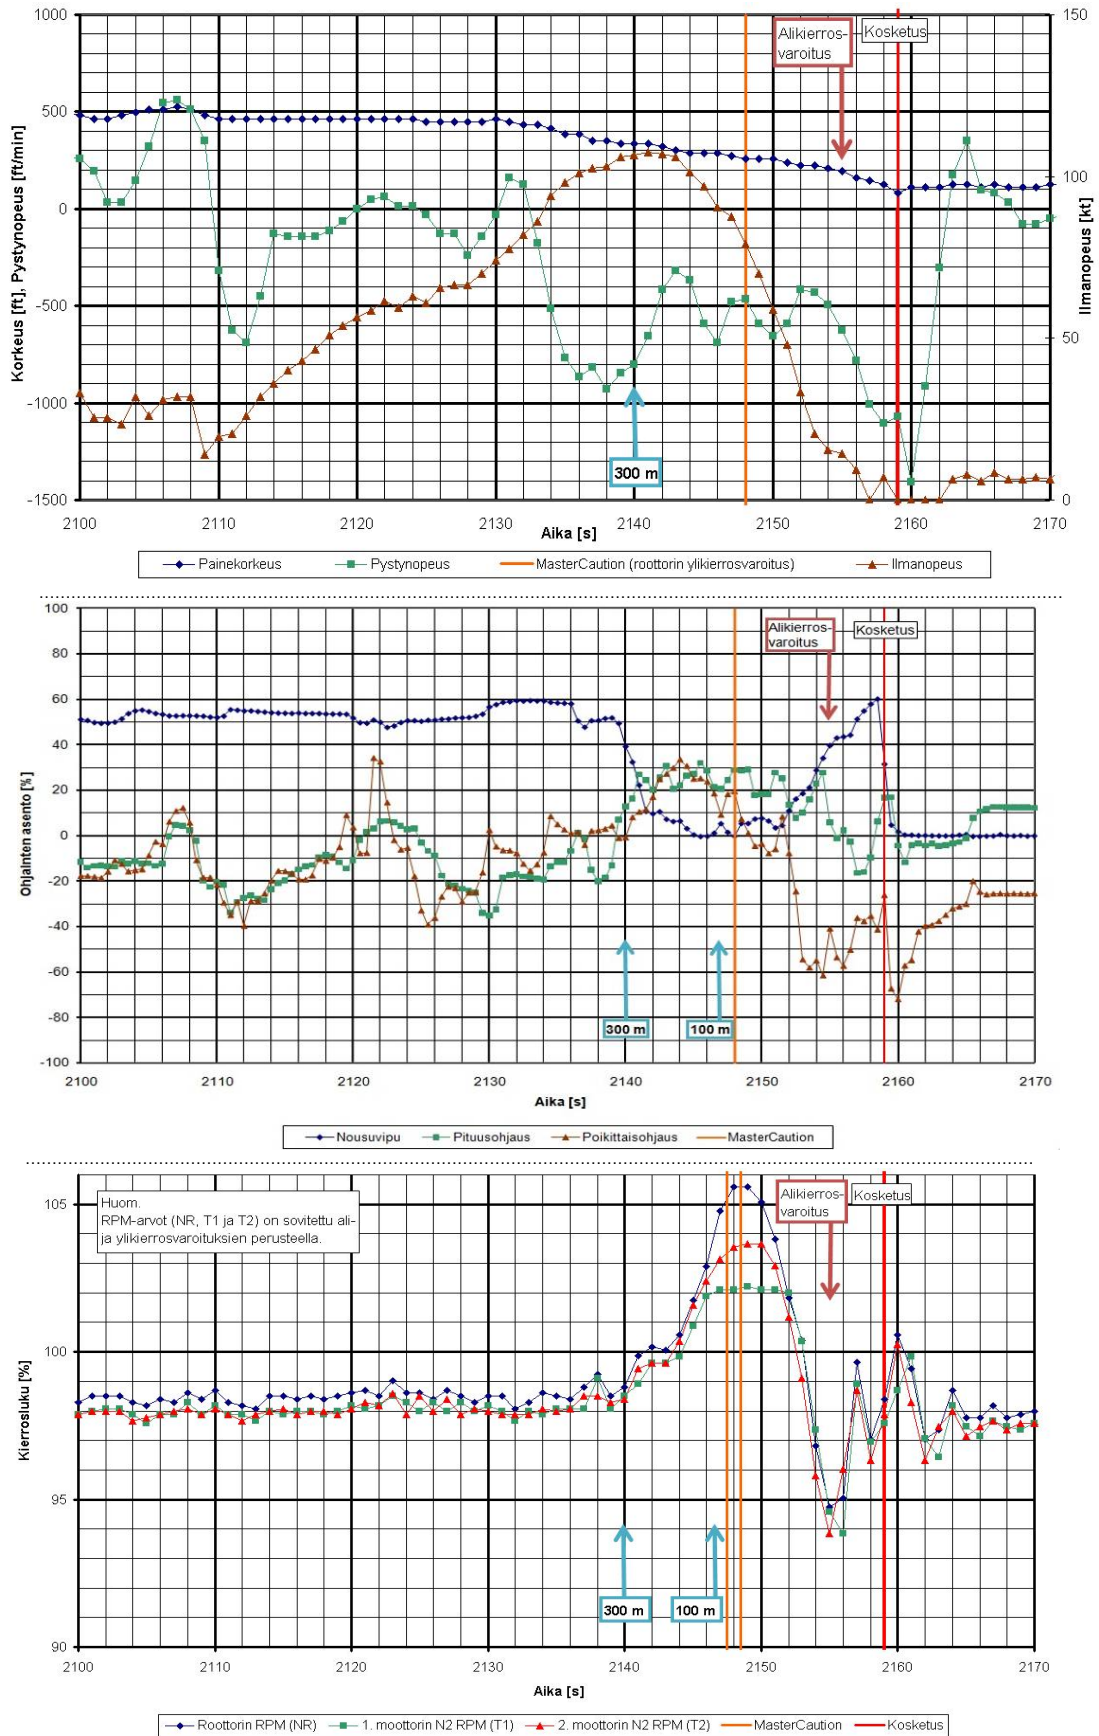 1000
500
0
-500
-1000
-1500
Korkeus [ft], Pystynopeus [ft/min]
150
100
50
0
Ilmanopeus [kt]
Alikierros-
varoitus
Kosketus
300 m
2100 2110 2120 2130 2140 2150 2160 2170
Aika [s]
Painekorkeus Pystynopeus MasterCaution (roottorin ylikierrosvaroitus) Ilmanopeus
100
80
60
40
20
0
-20
-40
-60
-80
-100
Ohjainten asento [%]
Alikierros-
varoitus
Kosketus
300 m
100 m
2100 2110 2120 2130 2140 2150 2160 2170
Aika [s]
Nousuvipu Pituusohjaus Poikittaisohjaus MasterCaution
105
100
95
90
Kierrosluku [%]
Huom.
RPM-arvot (NR, T1 ja T2) on sovitettu ali-
ja ylikierrosvaroituksien perusteella.
Alikierros-
varoitus
Kosketus
300 m
100 m
2100 2110 2120 2130 2140 2150 2160 2170
Aika [s]
Roottorin RPM (NR) 1. moottorin N2 RPM (T1) 2. moottorin N2 RPM (T2) MasterCaution Kosketus